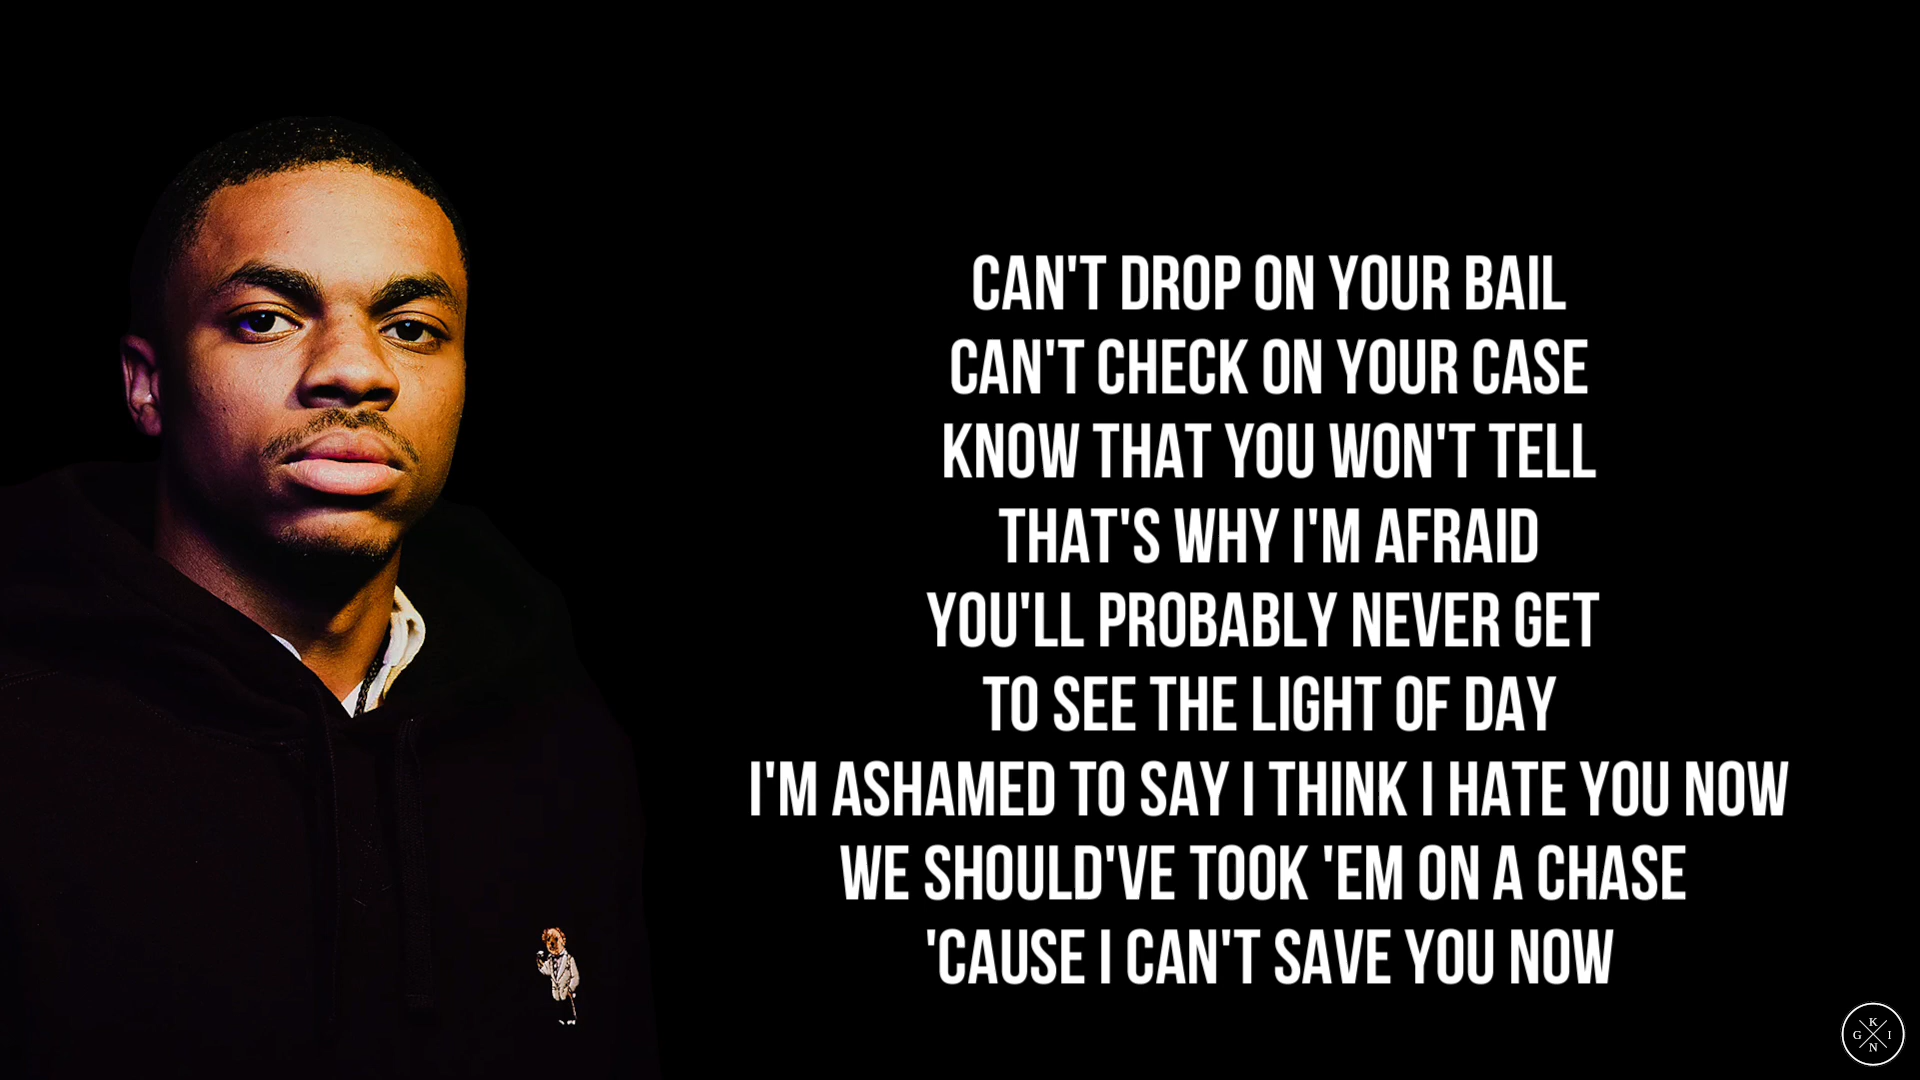 CAN'T DROP ON YOUR BAIL
CAN'T CHECK ON YOUR CASE
KNOW THAT YOU WON'T TELL
THAT'S WHY I'M AFRAID
YOU'LL PROBABLY NEVER GET
TO SEE THE LIGHT OF DAY
I'M ASHAMED TO SAY I THINK I HATE YOU NOW
WE SHOULD'VE TOOK 'EM ON A CHASE
'CAUSE I CAN'T SAVE YOU NOW
K
G I
N